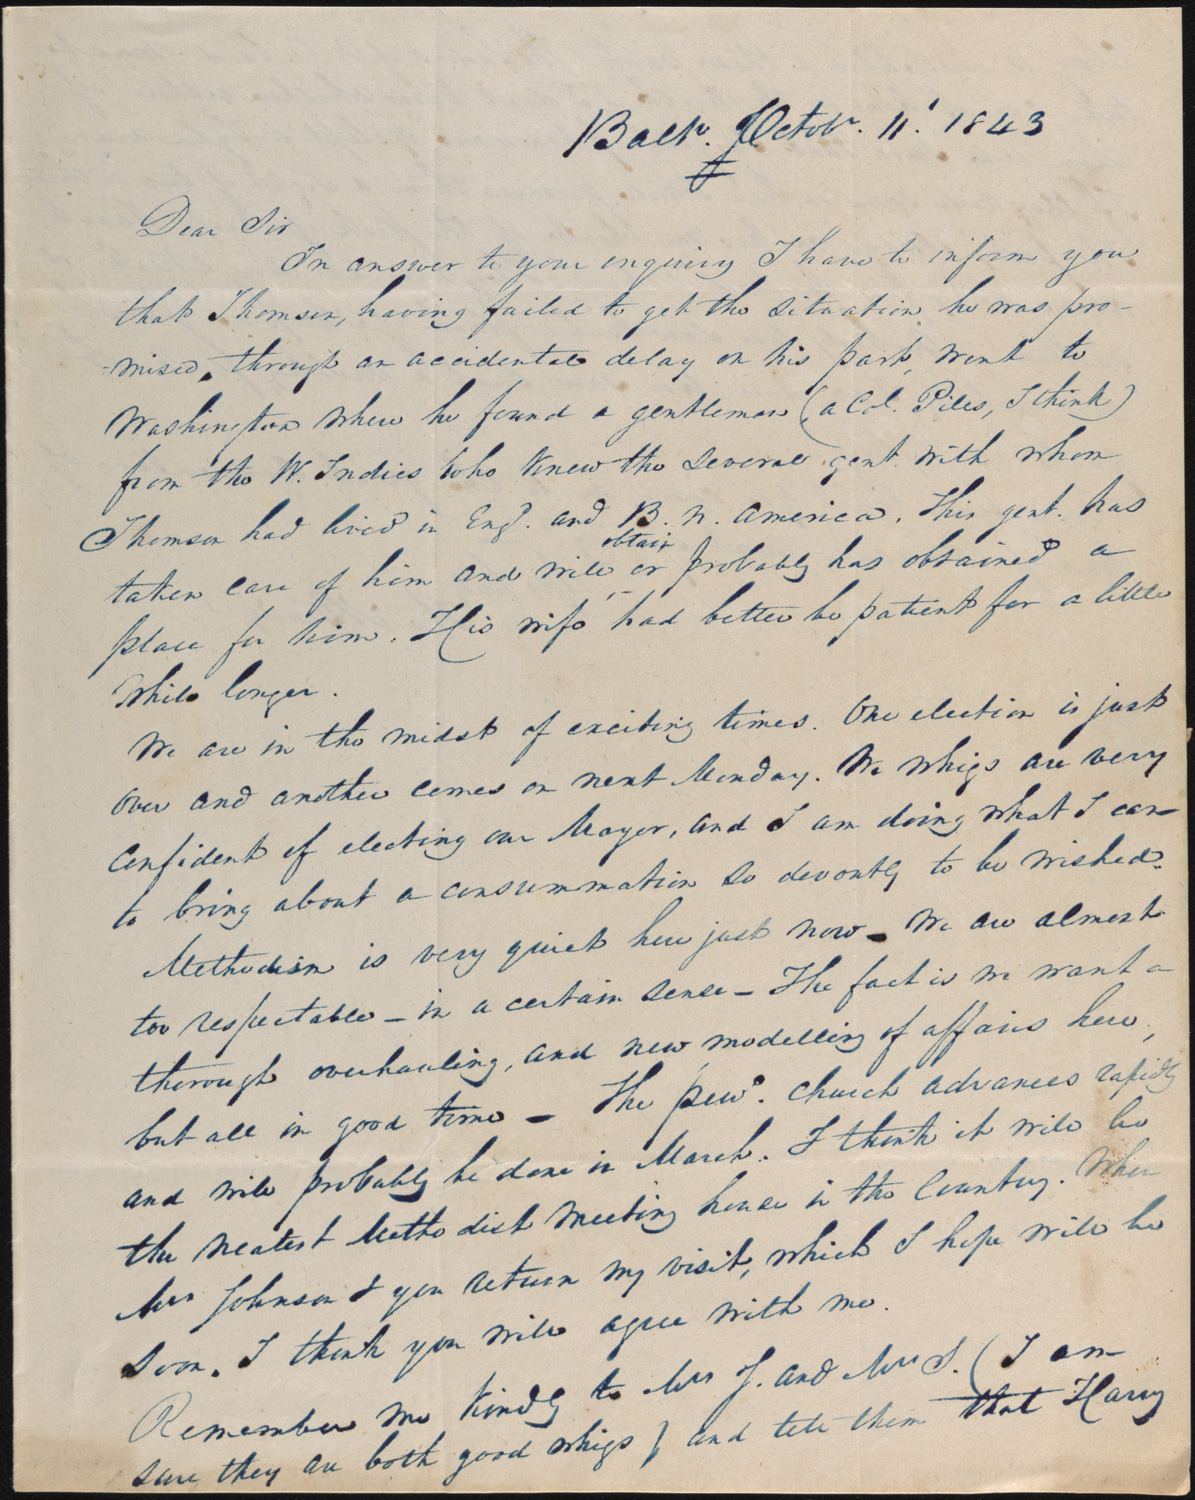 Balt. Octobr. 11' 1843
Dear Sir
In answer to your enquiry I have to inform you
that Thomson, having failed to get the situation he was pro-
mised, through an accidental delay on his part, went to
Washington where he found a gentleman (a Col. Piles, I think)
from the W. Indies who knew the several gent. with whom
Thomson had lived in Engd. and B. N. America. This gent. has
obtain
taken care of him and will or probably has obtained a
place for him. His wife had better be patient for a little
while longer.
We are in the midst of exciting times. One election is just
over and another comes on next Monday. We whigs are very
confident of electing our Mayor, and I am doing what I can
to bring about a consummation so devoutly to be wished.
Methodism is very quiet here just now – We are almost
too respectable – in a certain sense – The fact is we want a
thorough overhauling, and new modelling of affairs here,
but all in good time – The pewd. church advances rapidly
and will probably be done in March. I think it will be
the neatest Methodist meeting house in the Country. When
Mrs Johnson & you return my visit, which I hope will be
soon, I think you will agree with me.
Remember me kindly to Mrs J. and Mrs S. (I am
sure they are both good whigs) and tell them that Harry